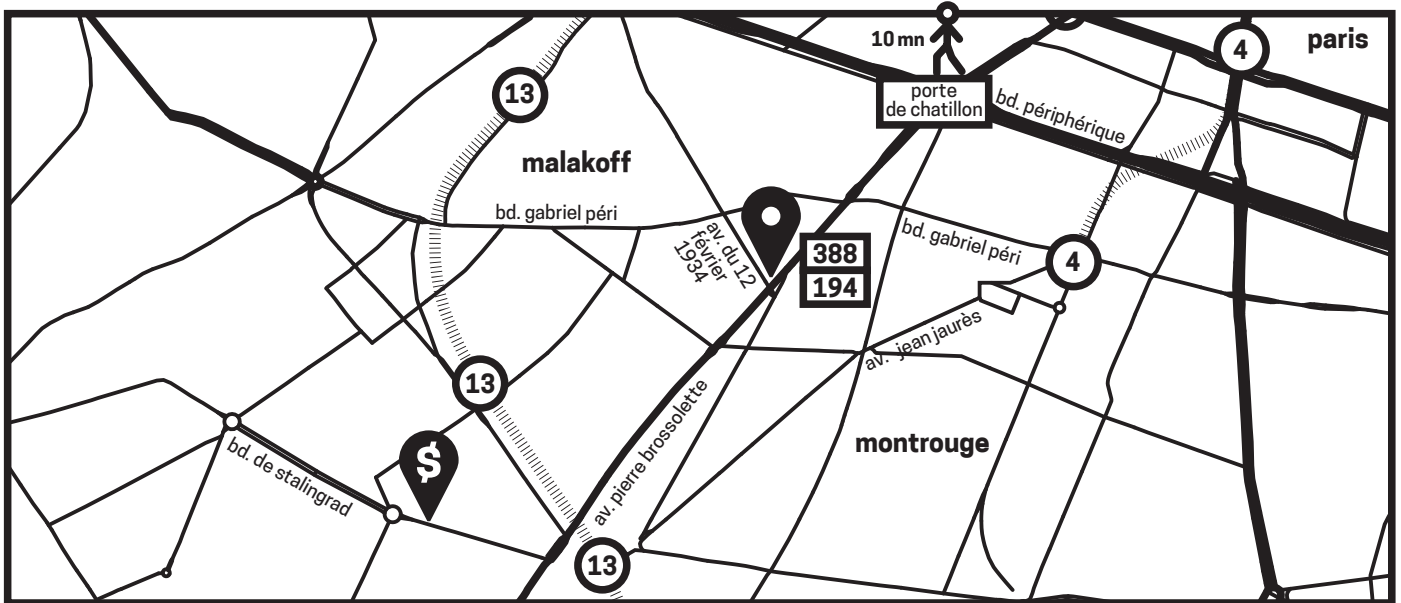 10 mn
4
paris
13
porte
de chatillon
bd. périphérique
malakoff
bd. gabriel péri
av. du 12
février
1934
388
194
bd. gabriel péri
4
av. jean jaurès
13
montrouge
av. pierre brossolette
$
bd. de stalingrad
13